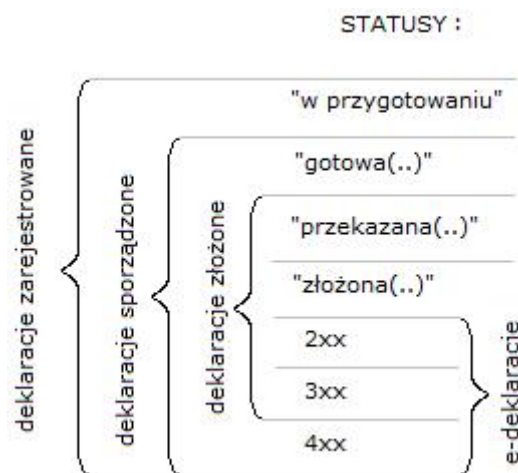 STATUSY :
"w przygotowaniu"
"gotowa(..)"
"przekazana(..)"
"złożona(..)"
2xx
3xx
4xx
deklaracje zarejestrowane
deklaracje sporządzone
deklaracje złożone
e-deklaracje